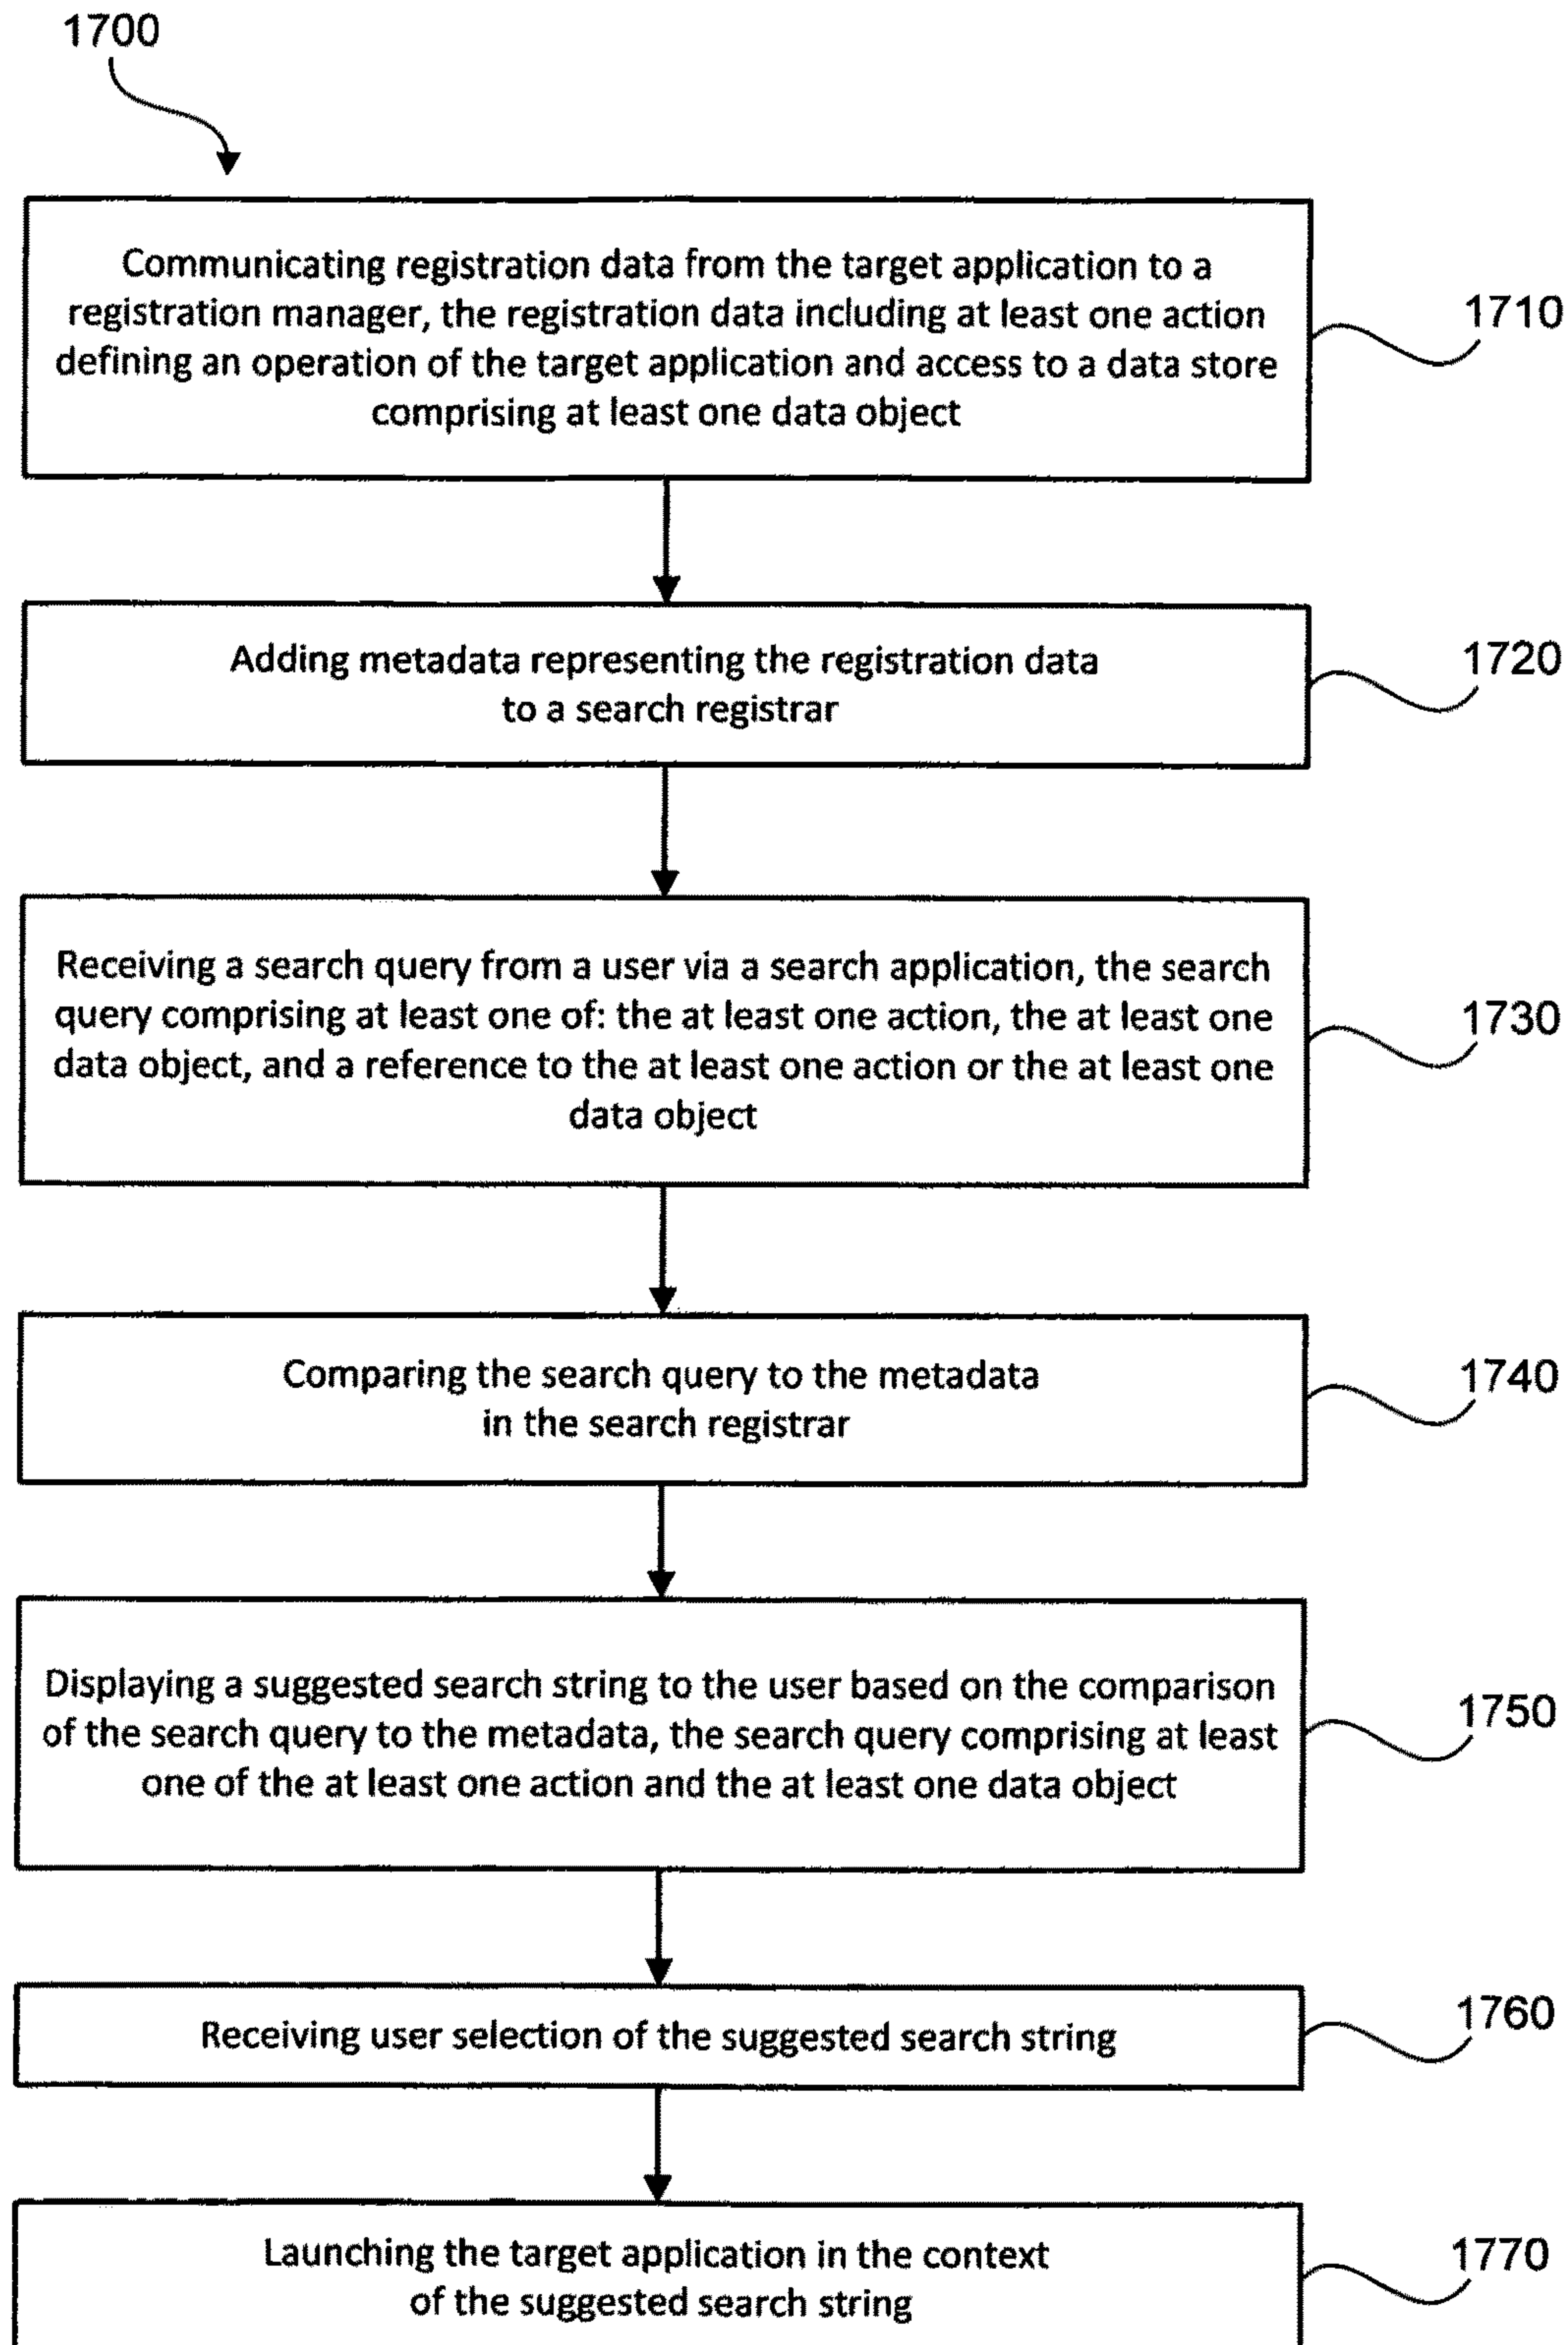 1700
Communicating registration data from the target application to a
registration manager, the registration data including at least one action
defining an operation of the target application and access to a data store
comprising at least one data object
1710
Adding metadata representing the registration data
to a search registrar
1720
Receiving a search query from a user via a search application, the search
query comprising at least one of: the at least one action, the at least one
data object, and a reference to the at least one action or the at least one
data object
1730
Comparing the search query to the metadata
in the search registrar
1740
Displaying a suggested search string to the user based on the comparison
of the search query to the metadata, the search query comprising at least
one of the at least one action and the at least one data object
1750
Receiving user selection of the suggested search string
1760
Launching the target application in the context
of the suggested search string
1770